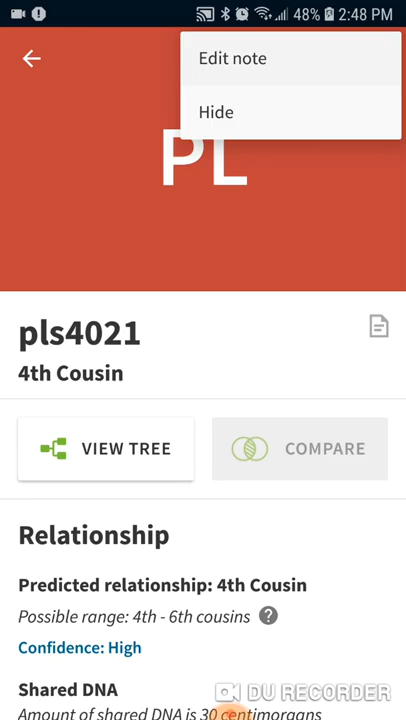 48% 2:48 PM
Edit note
Hide
PL
pls4021
4th Cousin
VIEW TREE
COMPARE
Relationship
Predicted relationship: 4th Cousin
Possible range: 4th - 6th cousins ?
Confidence: High
Shared DNA
DU RECORDER
Amount of shared DNA is 30 centimorgans